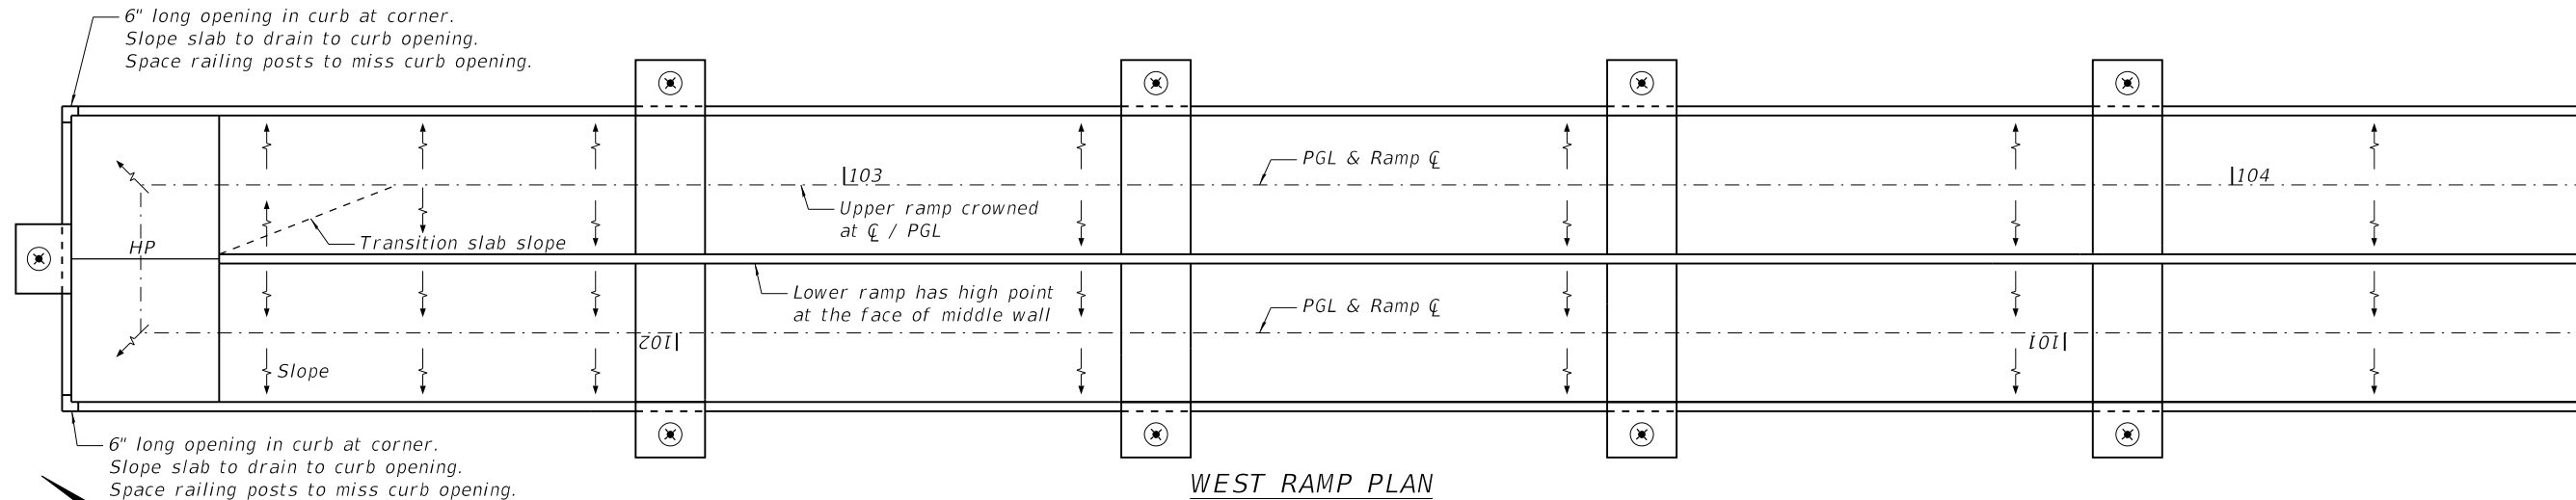 6" long opening in curb at corner.
Slope slab to drain to curb opening.
Space railing posts to miss curb opening.
PGL & Ramp ℄
103
104
Upper ramp crowned
at ℄ / PGL
HP
Transition slab slope
Lower ramp has high point
at the face of middle wall
PGL & Ramp ℄
102
101
Slope
6" long opening in curb at corner.
Slope slab to drain to curb opening.
Space railing posts to miss curb opening.
WEST RAMP PLAN